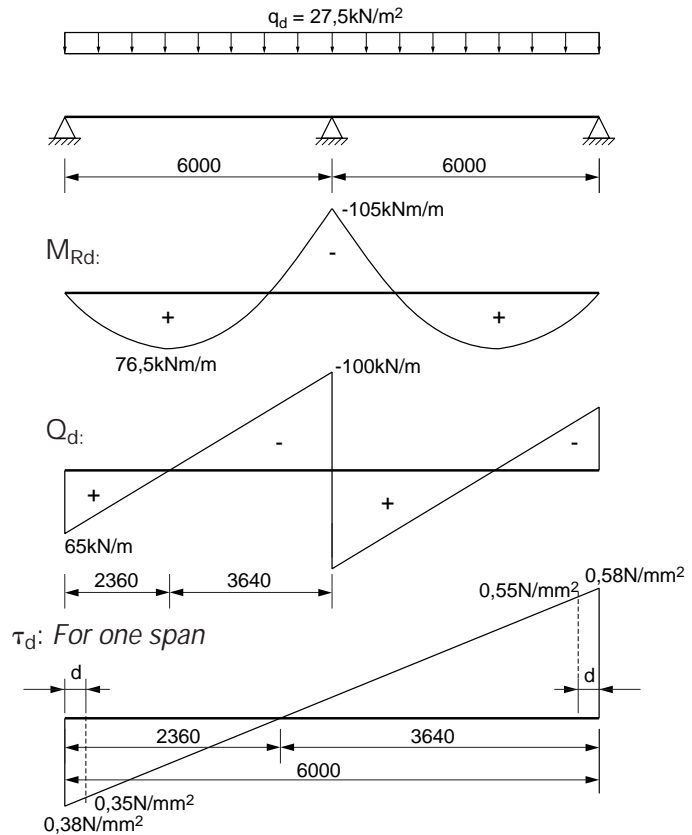 q_d = 27,5kN/m²
6000 6000
-105kNm/m
M_Rd:
-
+ +
76,5kNm/m
-100kN/m
Q_d:
- -
+ +
65kN/m
2360 3640
0,55N/mm² 0,58N/mm²
τ_d: For one span
d d
2360 3640
6000
0,35N/mm²
0,38N/mm²